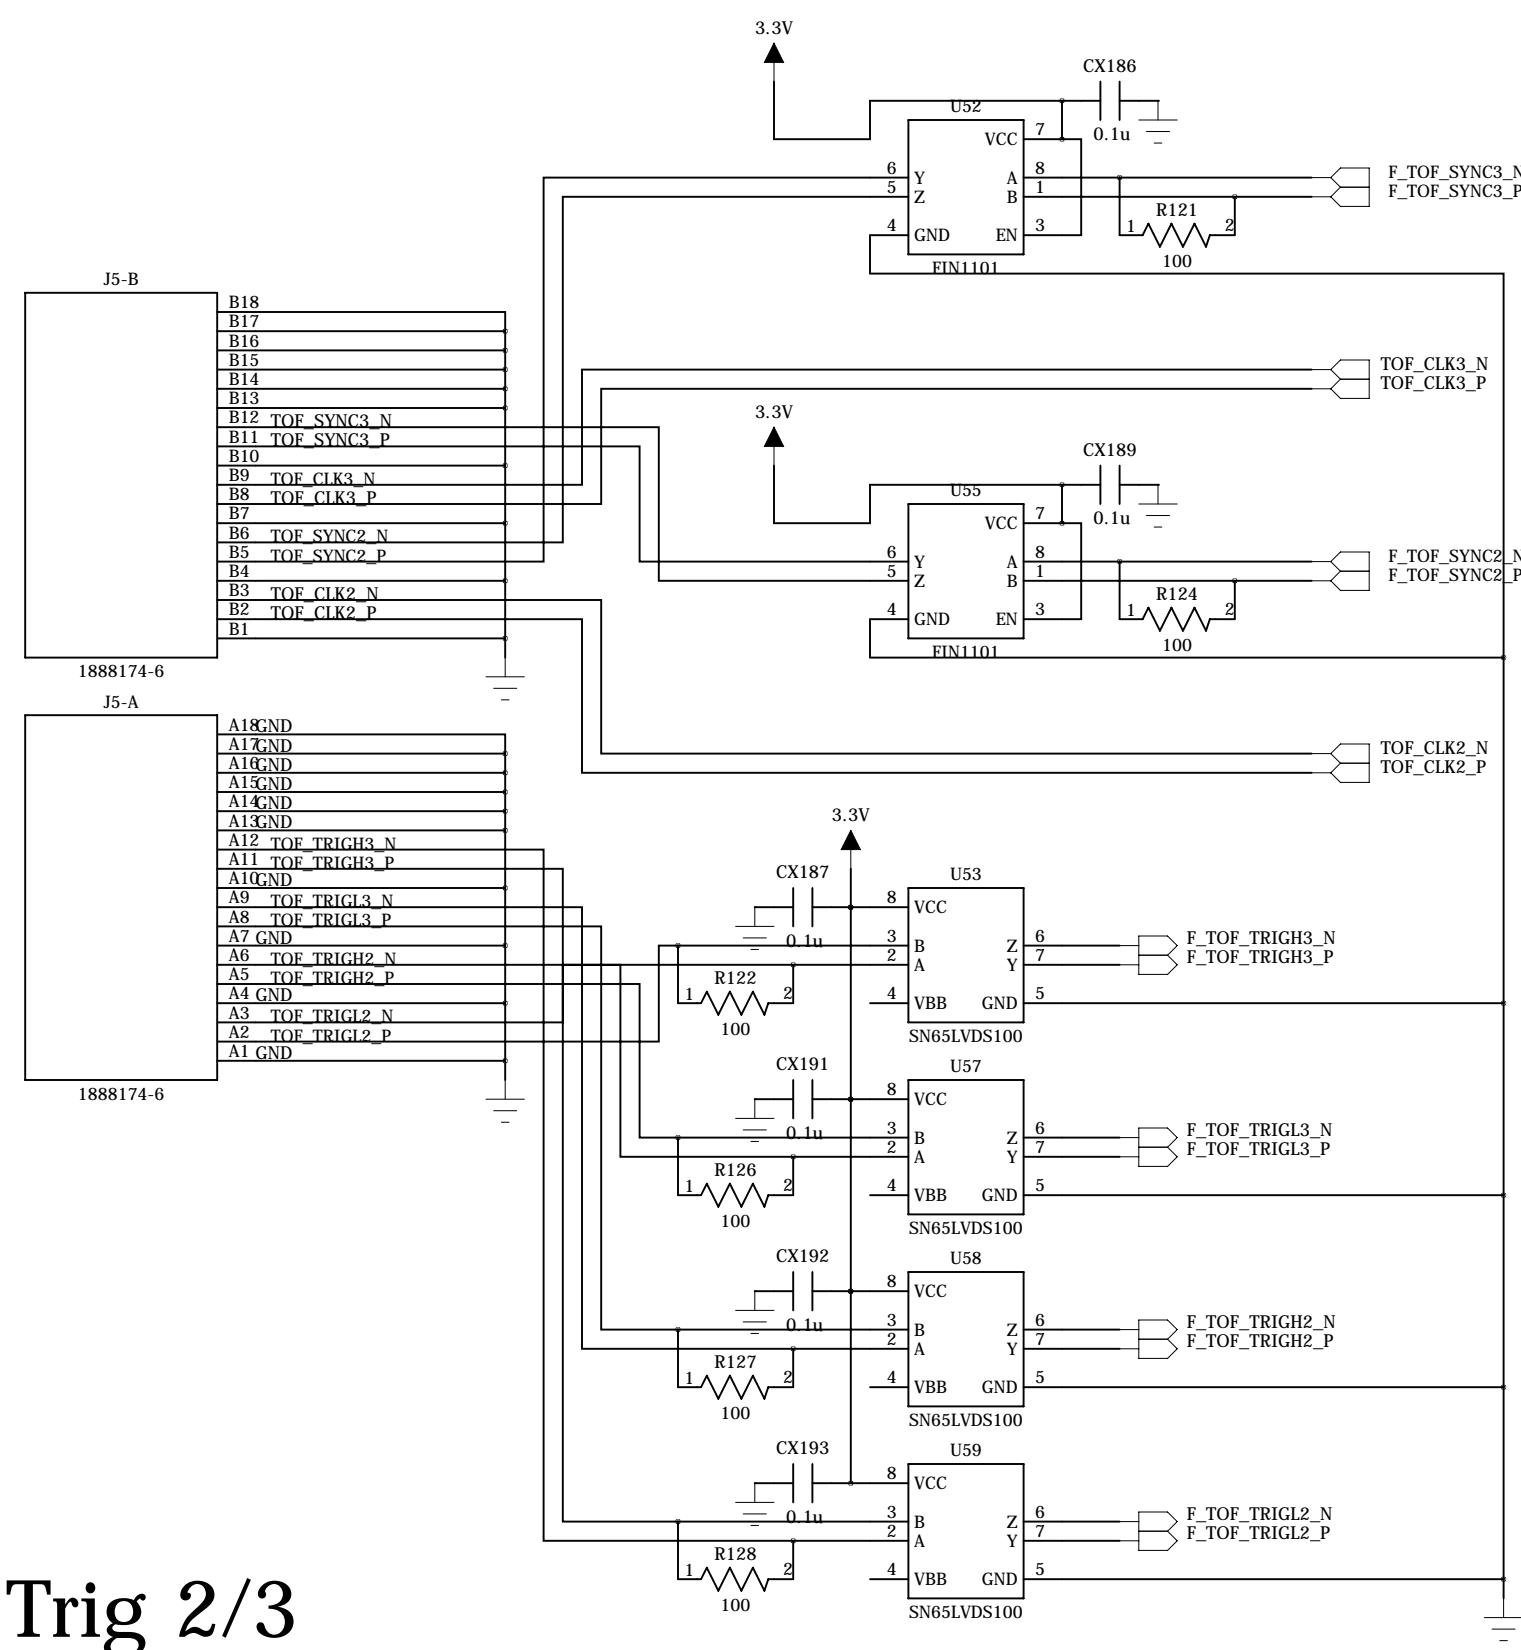 3.3V
CX186
0.1u
U52
VCC 7
6 Y A 8
5 Z B 1
4 GND EN 3
FIN1101
F_TOF_SYNC3_N
F_TOF_SYNC3_P
R121
1 2
100
J5-B
B18
B17
B16
B15
B14
B13
B12 TOF_SYNC3_N
B11 TOF_SYNC3_P
B10
B9 TOF_CLK3_N
B8 TOF_CLK3_P
B7
B6 TOF_SYNC2_N
B5 TOF_SYNC2_P
B4
B3 TOF_CLK2_N
B2 TOF_CLK2_P
B1
1888174-6
TOF_CLK3_N
TOF_CLK3_P
3.3V
CX189
0.1u
U55
VCC 7
6 Y A 8
5 Z B 1
4 GND EN 3
FIN1101
F_TOF_SYNC2_N
F_TOF_SYNC2_P
R124
1 2
100
TOF_CLK2_N
TOF_CLK2_P
J5-A
A18 GND
A17 GND
A16 GND
A15 GND
A14 GND
A13 GND
A12 TOF_TRIGH3_N
A11 TOF_TRIGH3_P
A10 GND
A9 TOF_TRIGL3_N
A8 TOF_TRIGL3_P
A7 GND
A6 TOF_TRIGH2_N
A5 TOF_TRIGH2_P
A4 GND
A3 TOF_TRIGL2_N
A2 TOF_TRIGL2_P
A1 GND
1888174-6
3.3V
CX187
0.1u
U53
8 VCC
3 B Z 6
2 A Y 7
4 VBB GND 5
SN65LVDS100
R122
1 2
100
F_TOF_TRIGH3_N
F_TOF_TRIGH3_P
CX191
0.1u
U57
8 VCC
3 B Z 6
2 A Y 7
4 VBB GND 5
SN65LVDS100
R126
1 2
100
F_TOF_TRIGL3_N
F_TOF_TRIGL3_P
CX192
0.1u
U58
8 VCC
3 B Z 6
2 A Y 7
4 VBB GND 5
SN65LVDS100
R127
1 2
100
F_TOF_TRIGH2_N
F_TOF_TRIGH2_P
CX193
0.1u
U59
8 VCC
3 B Z 6
2 A Y 7
4 VBB GND 5
SN65LVDS100
R128
1 2
100
F_TOF_TRIGL2_N
F_TOF_TRIGL2_P
Trig 2/3